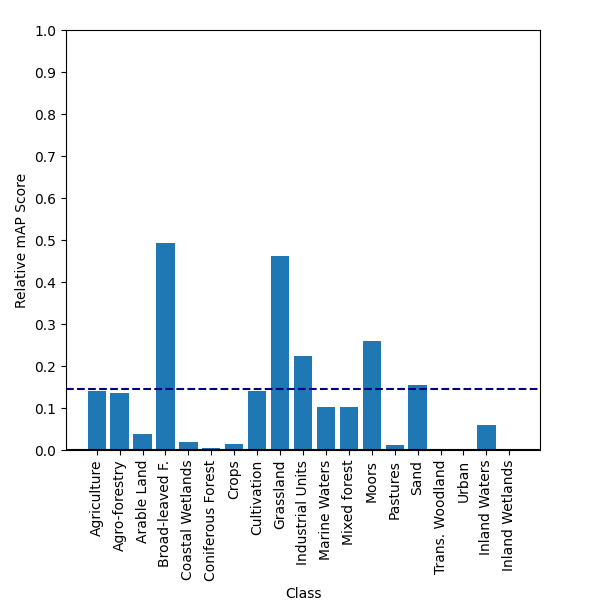 1.0
0.9
0.8
0.7
0.6
0.5
0.4
0.3
0.2
0.1
0.0
Relative mAP Score
Agriculture
Agro-forestry
Arable Land
Broad-leaved F.
Coastal Wetlands
Coniferous Forest
Crops
Cultivation
Grassland
Industrial Units
Marine Waters
Mixed forest
Moors
Pastures
Sand
Trans. Woodland
Urban
Inland Waters
Inland Wetlands
Class